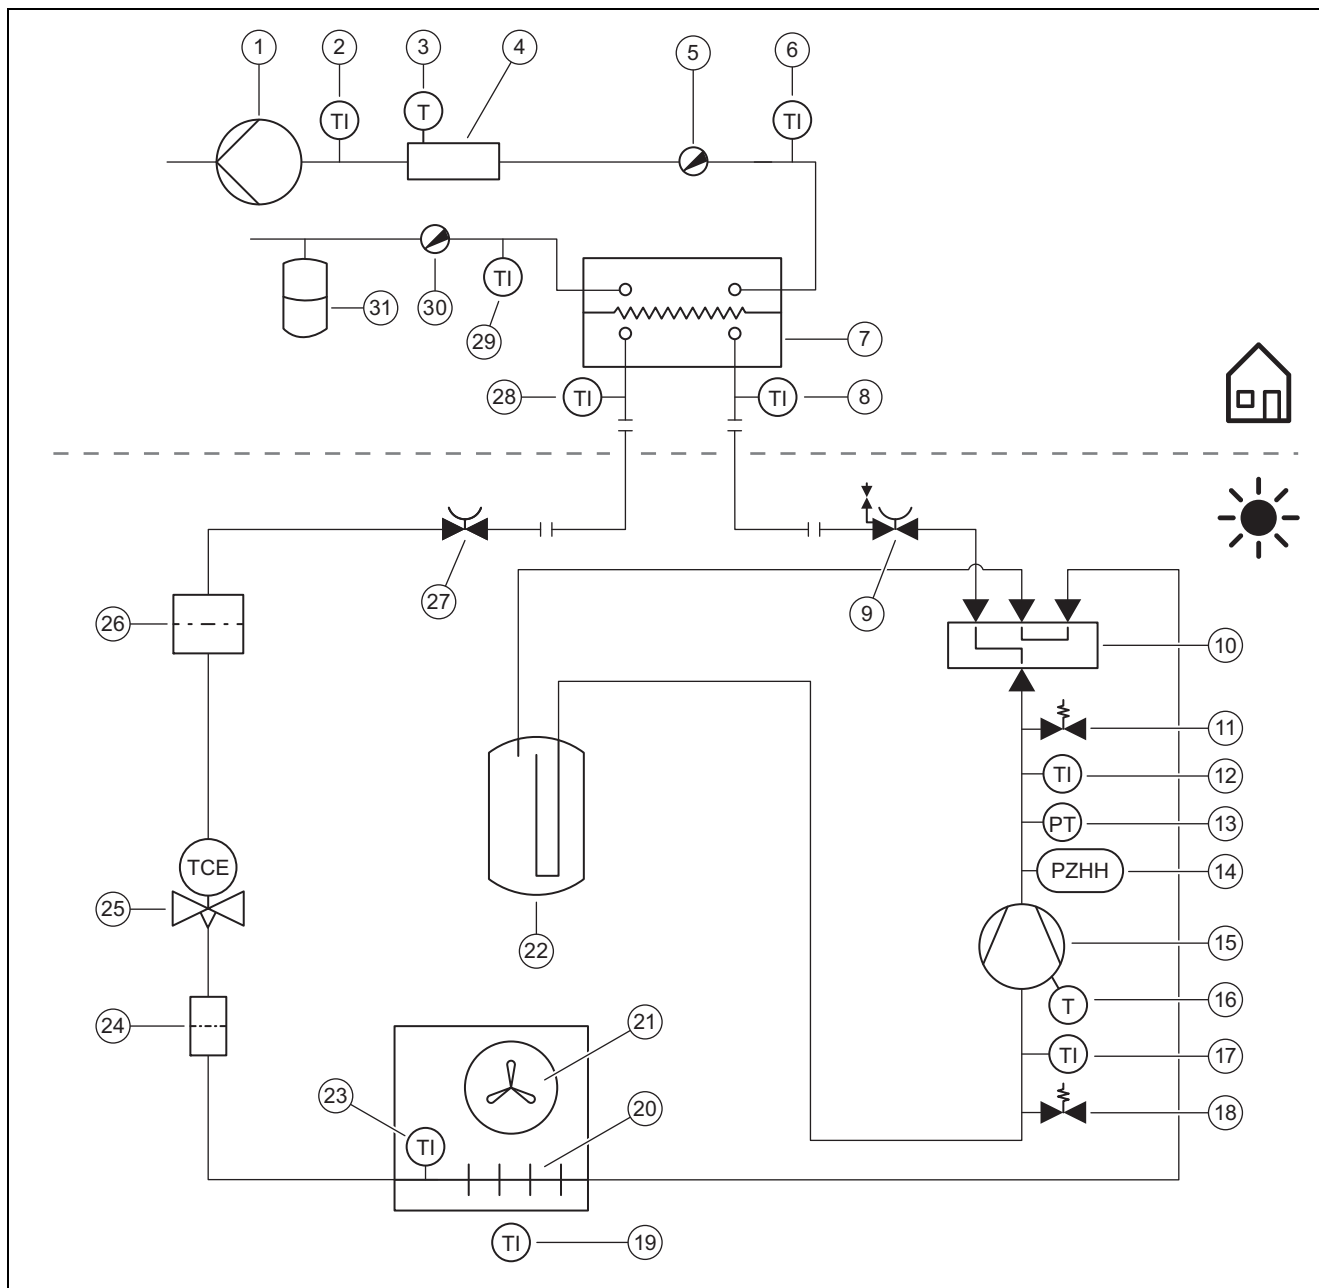 1 2 3 4 5 6
TI T TI
TI
31 30 29 7
28 TI TI 8
27 9
26 10
11
TI 12
PT 13
TCE PZHH 14
25 22 15
T 16
24 21 TI 17
23 20 18
TI
TI 19